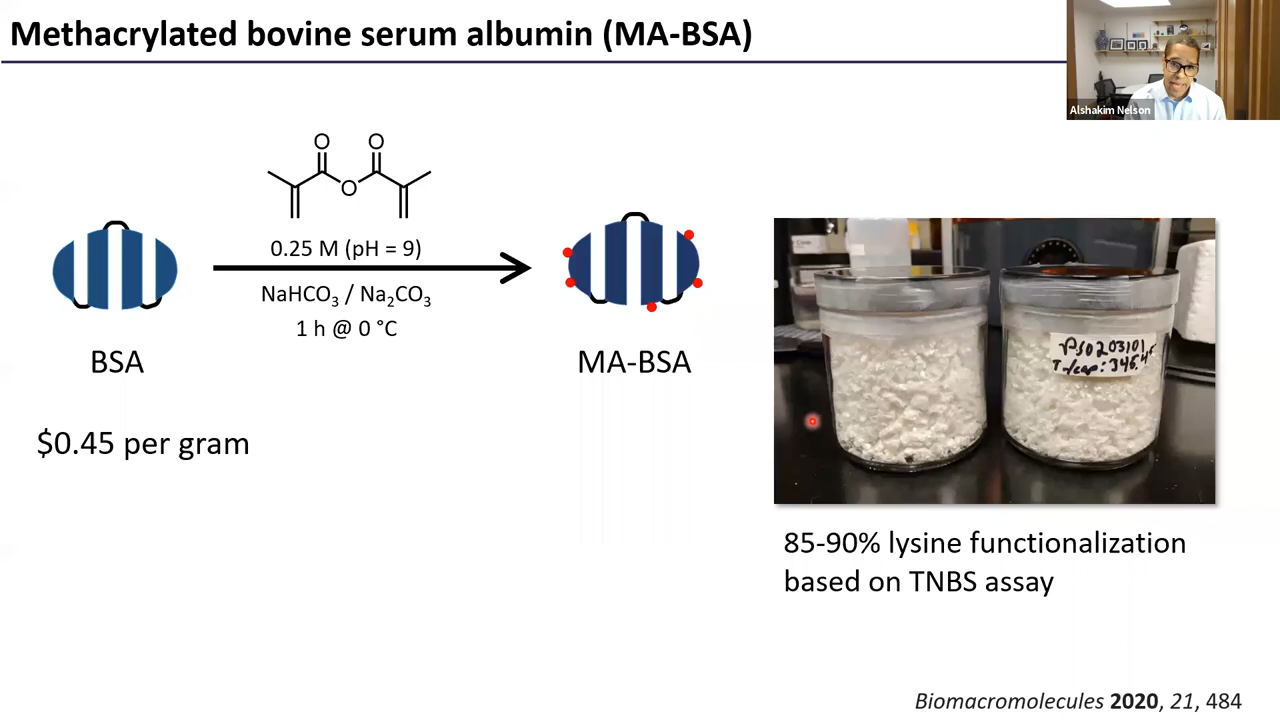 Methacrylated bovine serum albumin (MA-BSA)
Alshakim Nelson
O O
O
0.25 M (pH = 9)
NaHCO₃ / Na₂CO₃
1 h @ 0 °C
BSA
MA-BSA
$0.45 per gram
85-90% lysine functionalization
based on TNBS assay
Biomacromolecules 2020, 21, 484